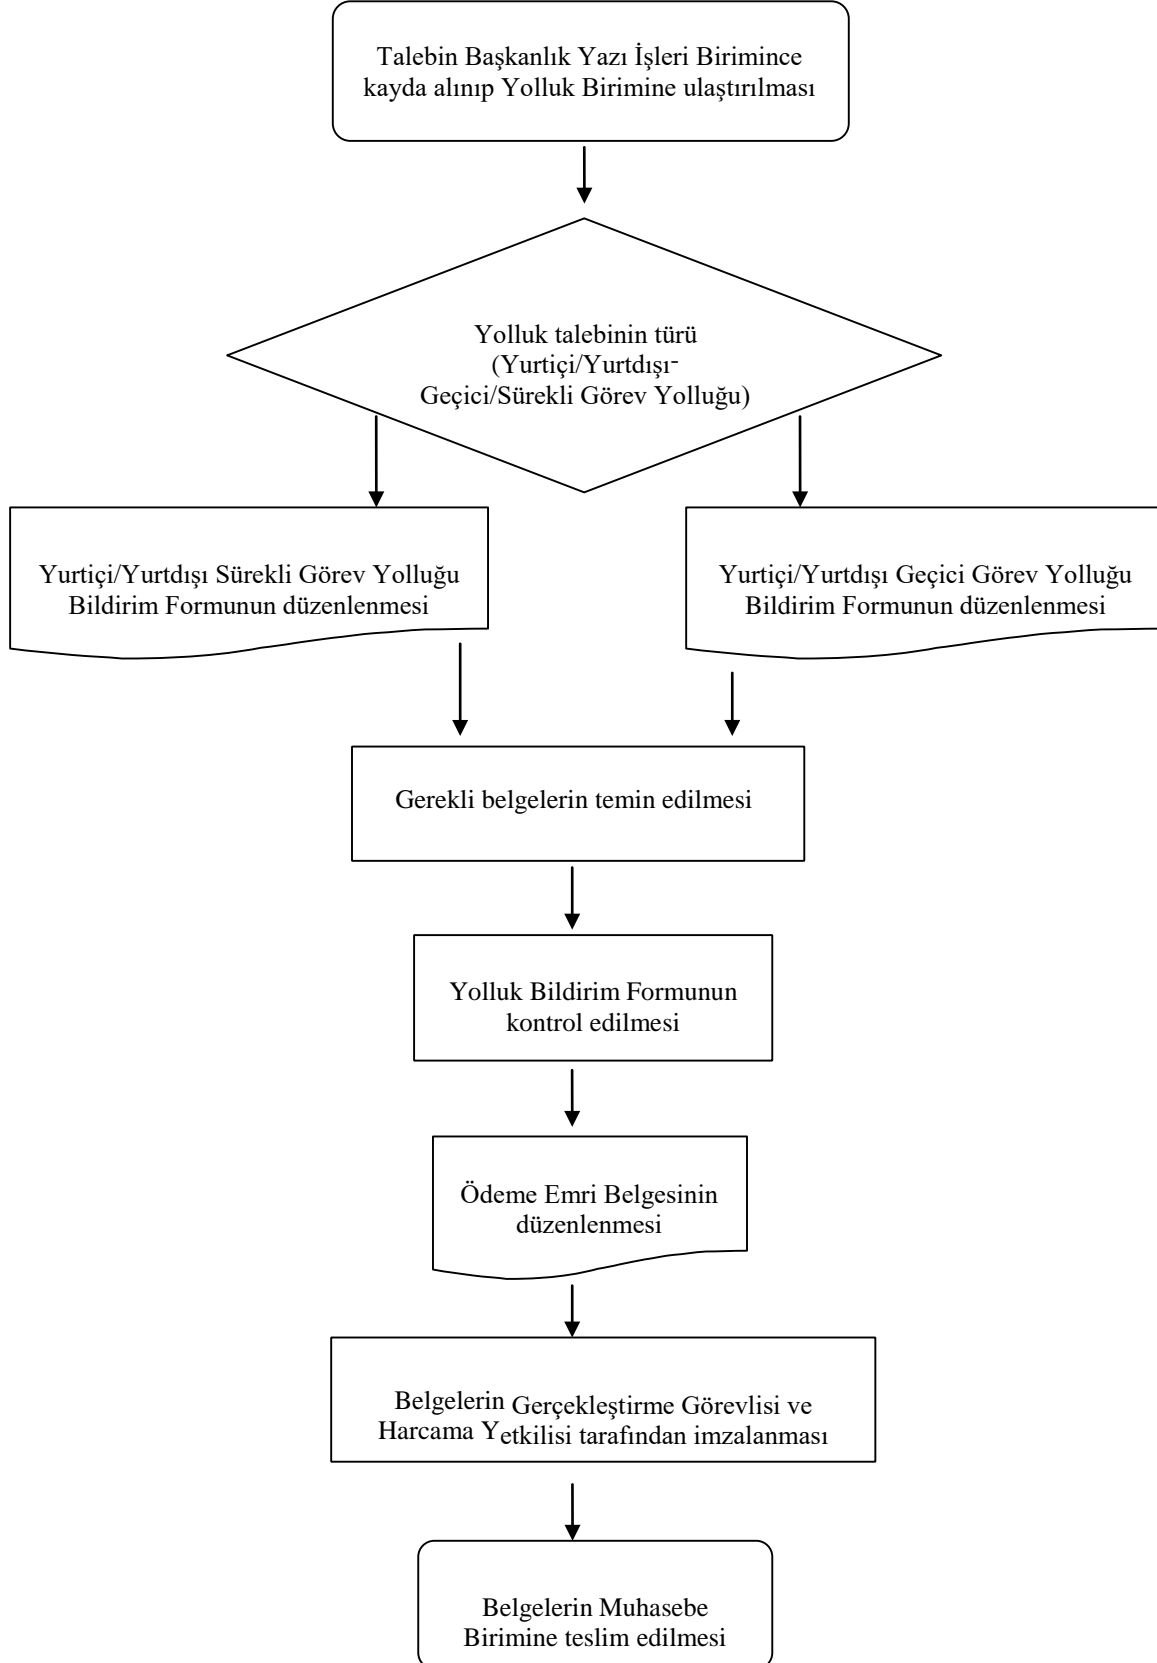 Talebin Başkanlık Yazı İşleri Birimince
kayda alınıp Yolluk Birimine ulaştırılması
Yolluk talebinin türü
(Yurtiçi/Yurtdışı-
Geçici/Sürekli Görev Yolluğu)
Yurtiçi/Yurtdışı Sürekli Görev Yolluğu
Bildirim Formunun düzenlenmesi
Yurtiçi/Yurtdışı Geçici Görev Yolluğu
Bildirim Formunun düzenlenmesi
Gerekli belgelerin temin edilmesi
Yolluk Bildirim Formunun
kontrol edilmesi
Ödeme Emri Belgesinin
düzenlenmesi
Belgelerin Gerçekleştirme Görevlisi ve
Harcama Yetkilisi tarafından imzalanması
Belgelerin Muhasebe
Birimine teslim edilmesi